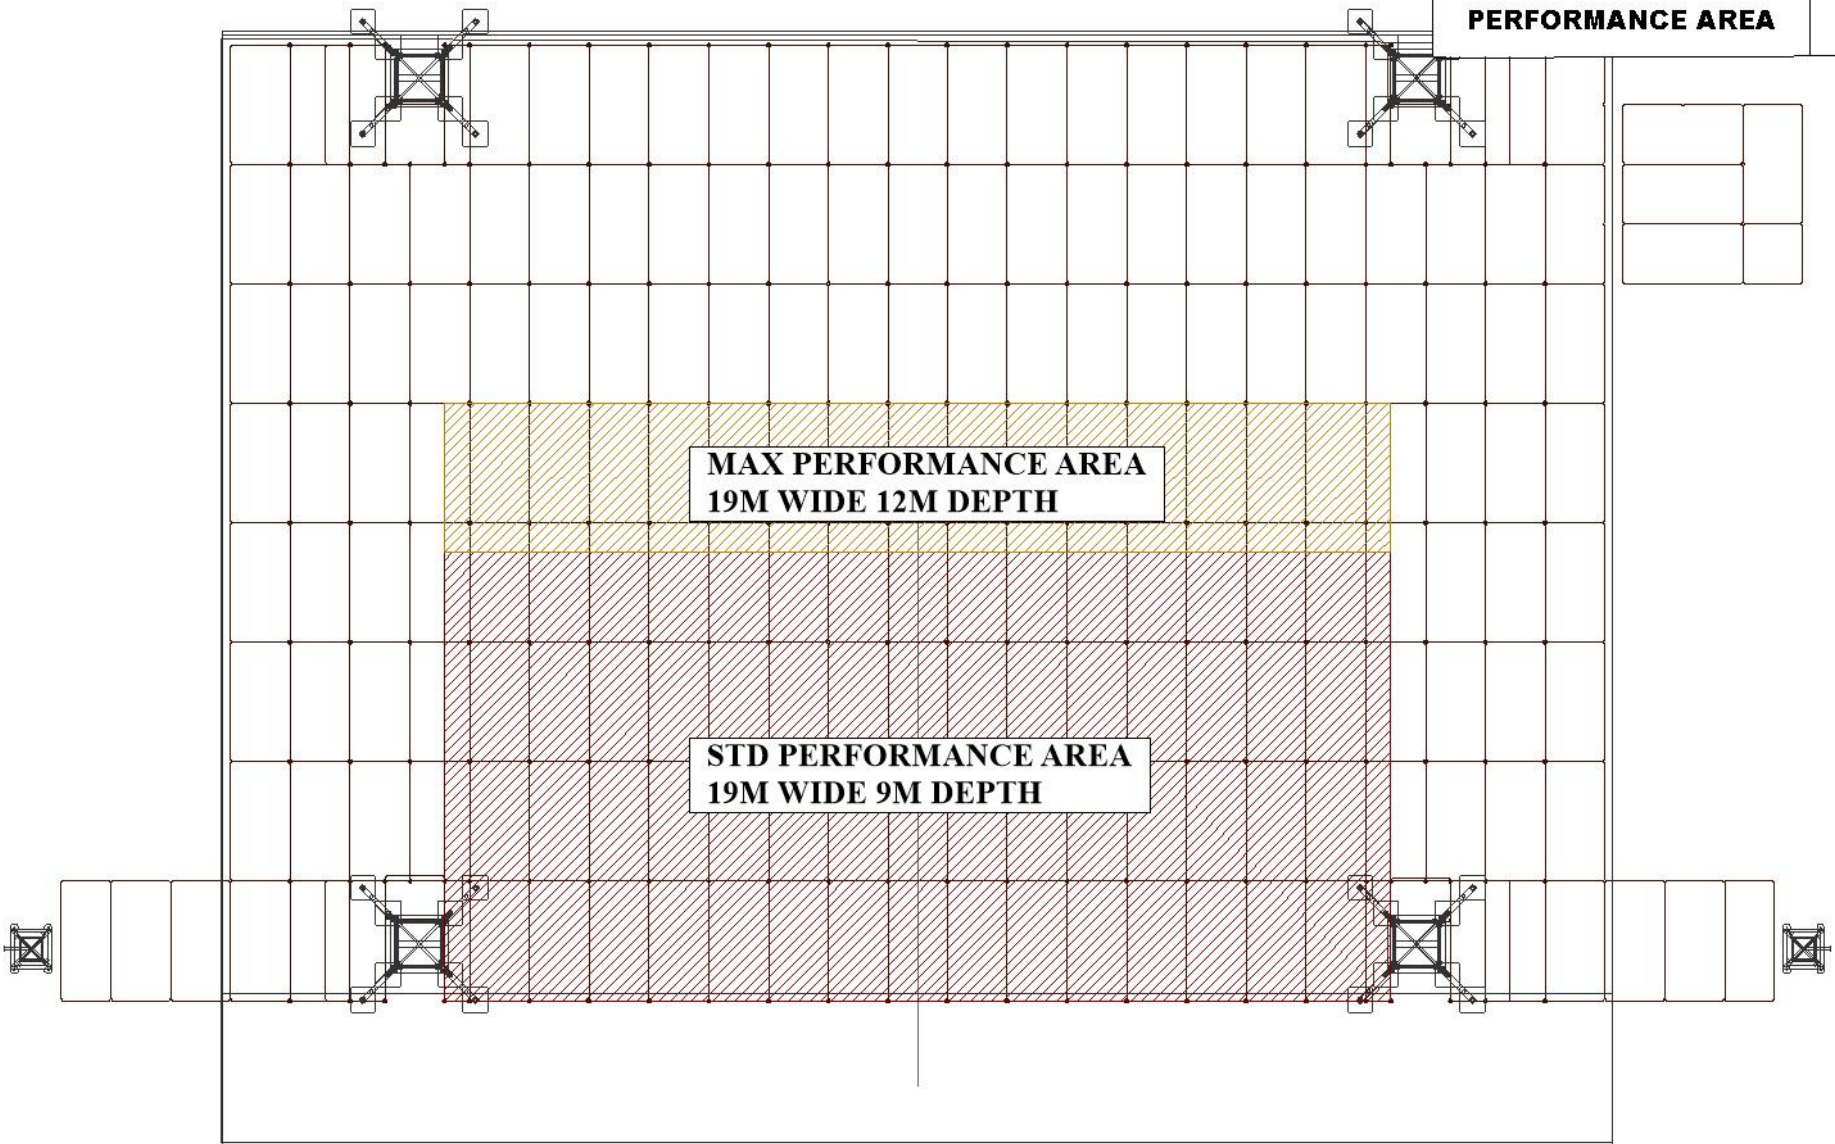 PERFORMANCE AREA
MAX PERFORMANCE AREA
19M WIDE 12M DEPTH
STD PERFORMANCE AREA
19M WIDE 9M DEPTH